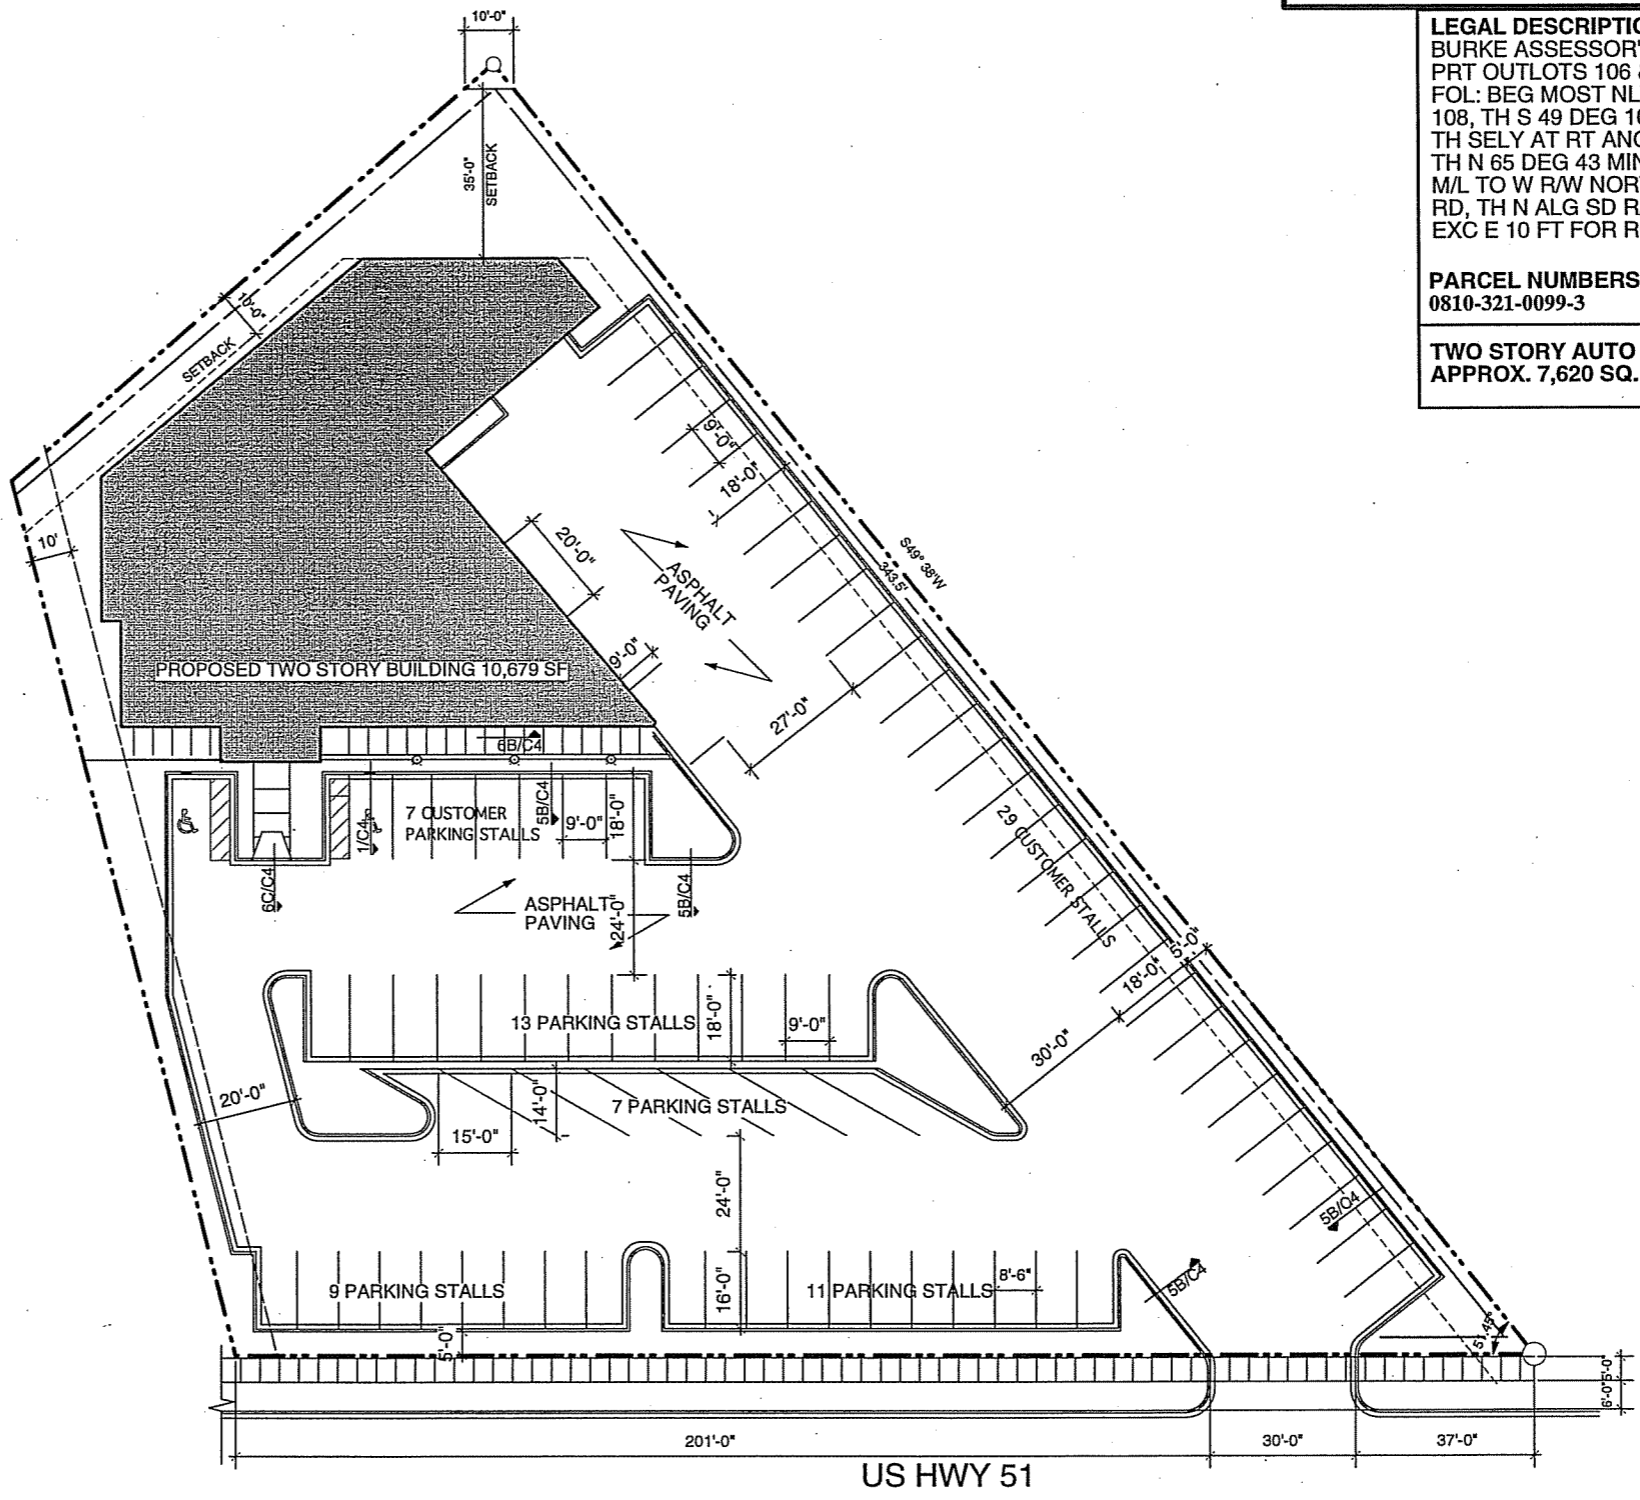 10'-0"
LEGAL DESCRIPTIO
BURKE ASSESSOR'
PRT OUTLOTS 106
FOL: BEG MOST NL
108, TH S 49 DEG 1
TH SELY AT RT ANG
TH N 65 DEG 43 MIN
M/L TO W R/W NOR
RD, TH N ALG SD R
EXC E 10 FT FOR R
PARCEL NUMBERS
0810-321-0099-3
TWO STORY AUTO
APPROX. 7,620 SQ.
35'-0"
SETBACK
10'-0"
SETBACK
10'
9'-0"
18'-0"
20'-0"
ASPHALT
PAVING
S49° 38'W
343.5'
9'-0"
27'-0"
PROPOSED TWO STORY BUILDING 10,679 SF
6B/C4
7 CUSTOMER
PARKING STALLS
1/C4
5B/C4
9'-0"
18'-0"
6C/C4
5B/C4
ASPHALT
PAVING
24'-0"
29 CUSTOMER STALLS
5'-0"
18'-0"
30'-0"
13 PARKING STALLS
18'-0"
9'-0"
20'-0"
14'-0"
7 PARKING STALLS
15'-0"
24'-0"
5B/C4
9 PARKING STALLS
16'-0"
11 PARKING STALLS
8'-6"
5B/C4
5'-0"
5'-0"
6'-0"
201'-0"
30'-0"
37'-0"
US HWY 51